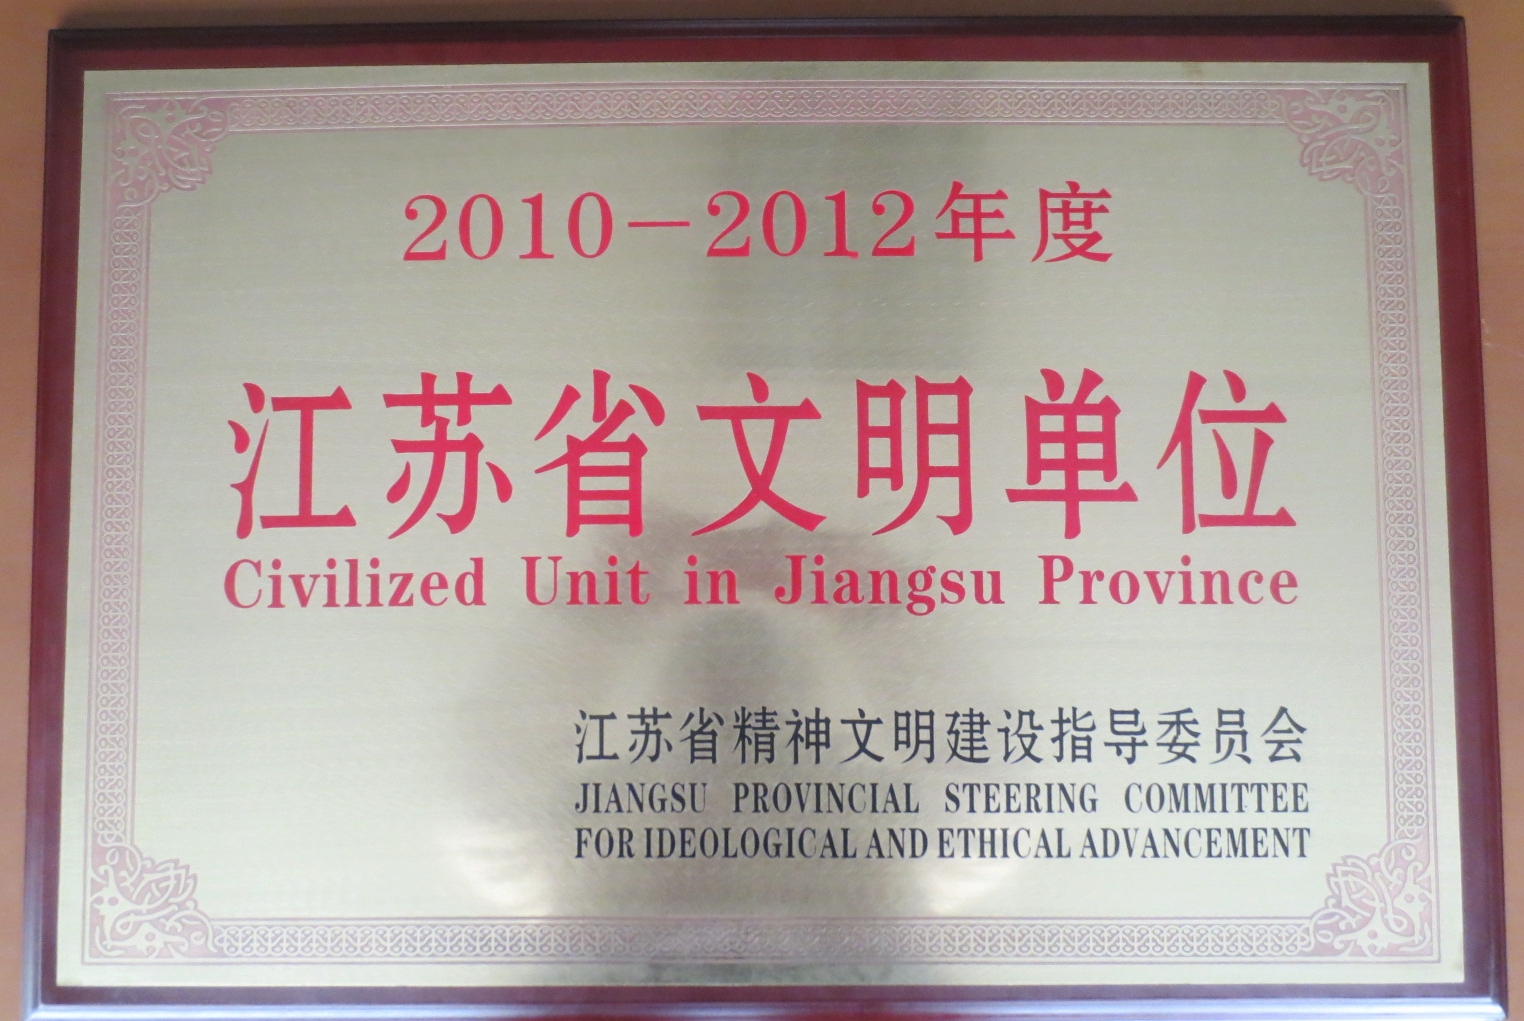 2010－2012年度
江苏省文明单位
Civilized Unit in Jiangsu Province
江苏省精神文明建设指导委员会
JIANGSU PROVINCIAL STEERING COMMITTEE
FOR IDEOLOGICAL AND ETHICAL ADVANCEMENT